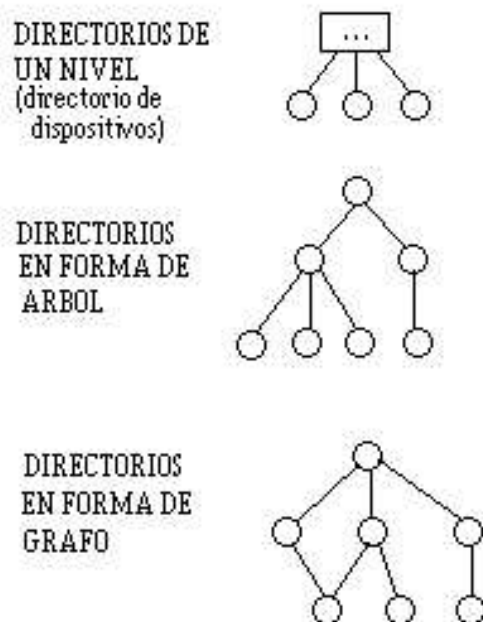 DIRECTORIOS DE
UN NIVEL
(directorio de
dispositivos)
...
DIRECTORIOS
EN FORMA DE
ARBOL
DIRECTORIOS
EN FORMA DE
GRAFO